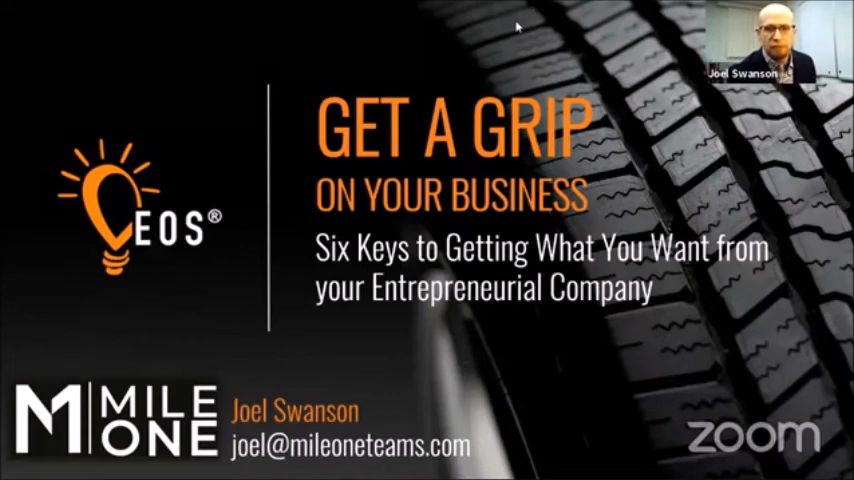 Joel Swanson
GET A GRIP
ON YOUR BUSINESS
EOS®
Six Keys to Getting What You Want from
your Entrepreneurial Company
M MILE
ONE
Joel Swanson
joel@mileoneteams.com
zoom